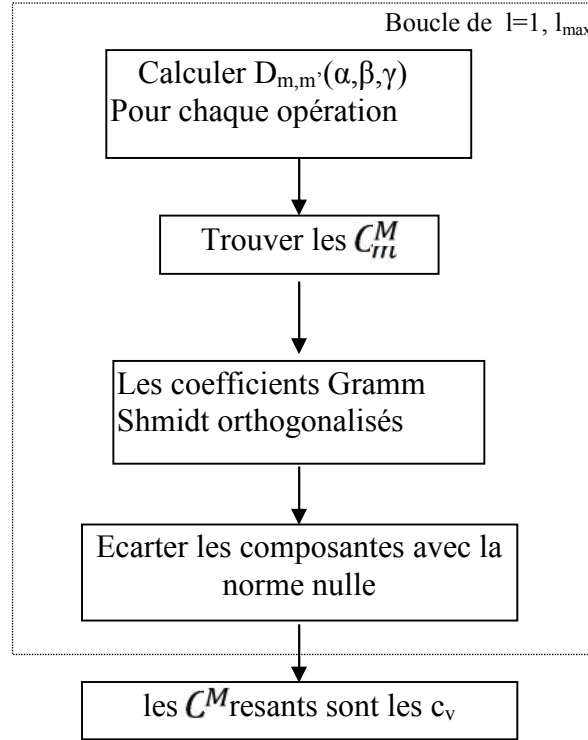 Boucle de l=1, lmax
Calculer Dm,m’(α,β,γ)
Pour chaque opération
Trouver les C_m^M
Les coefficients Gramm
Shmidt orthogonalisés
Ecarter les composantes avec la
norme nulle
les C^M resants sont les cv